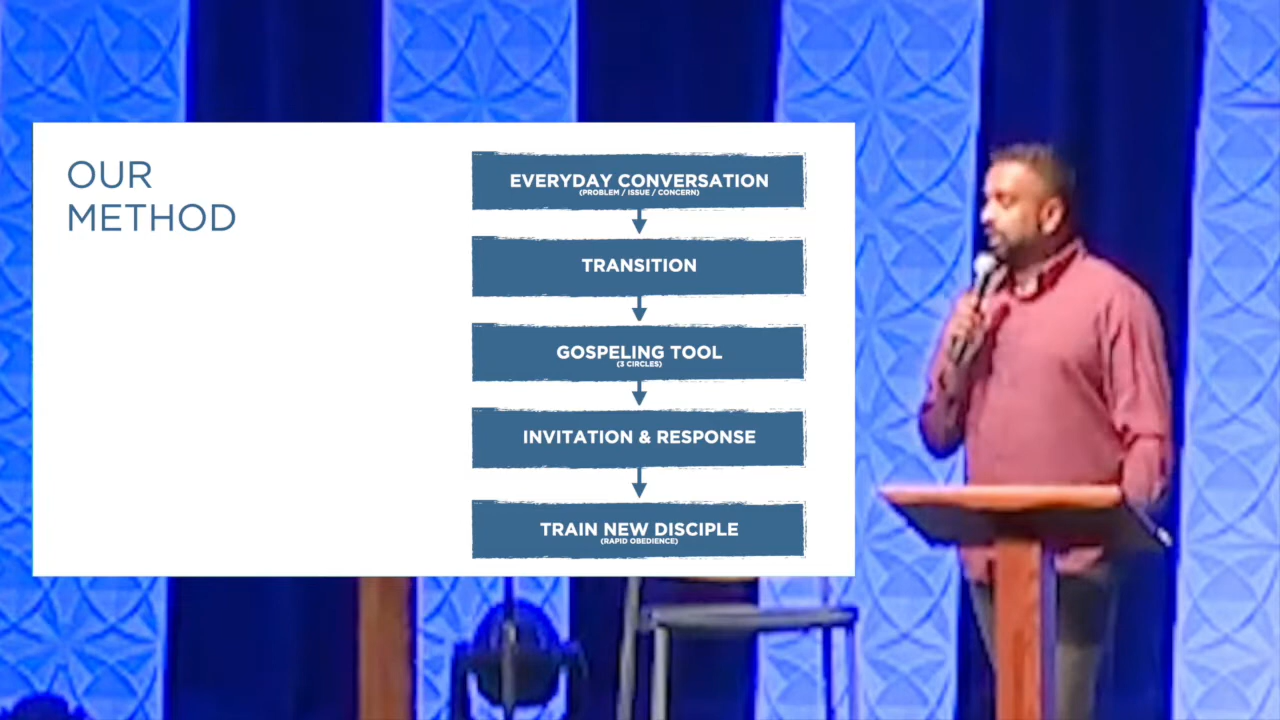 OUR
METHOD
EVERYDAY CONVERSATION
(PROBLEM / ISSUE / CONCERN)
TRANSITION
GOSPELING TOOL
(3 CIRCLES)
INVITATION & RESPONSE
TRAIN NEW DISCIPLE
(RAPID OBEDIENCE)